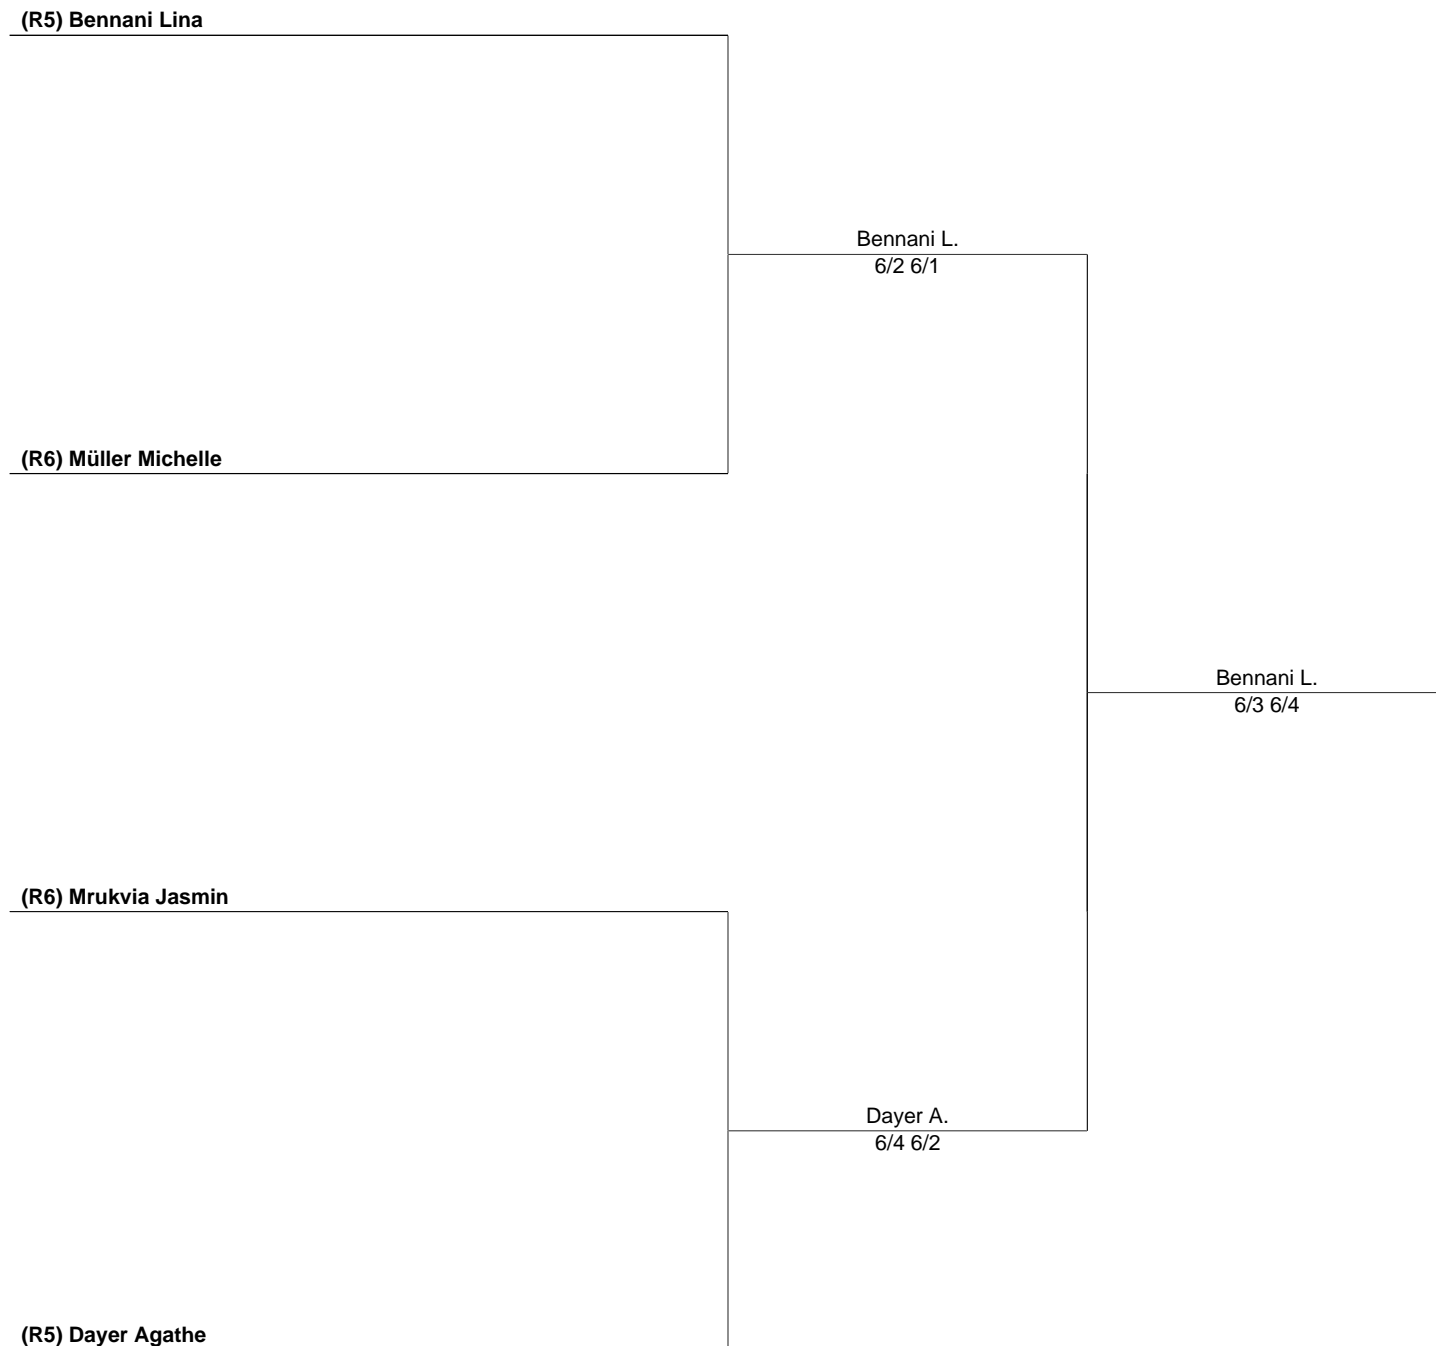 (R5) Bennani Lina
Bennani L.
6/2 6/1
(R6) Müller Michelle
Bennani L.
6/3 6/4
(R6) Mrukvia Jasmin
Dayer A.
6/4 6/2
(R5) Dayer Agathe